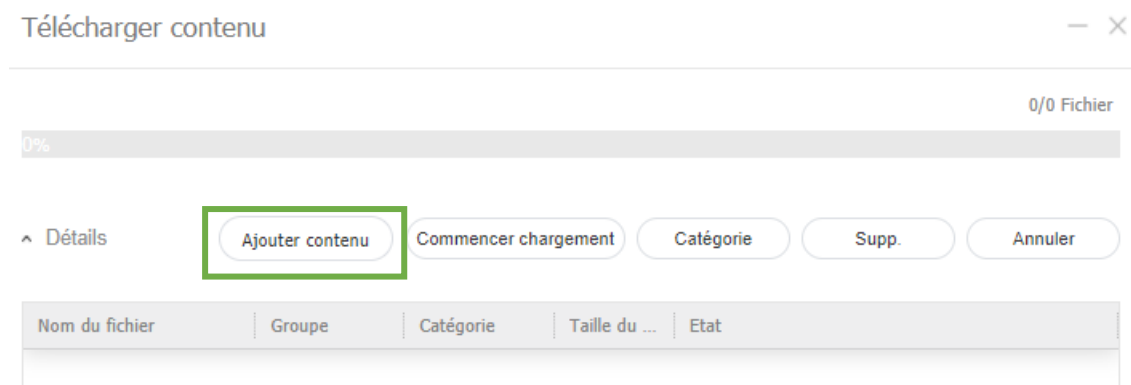 Télécharger contenu
0/0 Fichier
0%
Détails Ajouter contenu Commencer chargement Catégorie Supp. Annuler
Nom du fichier Groupe Catégorie Taille du ... Etat